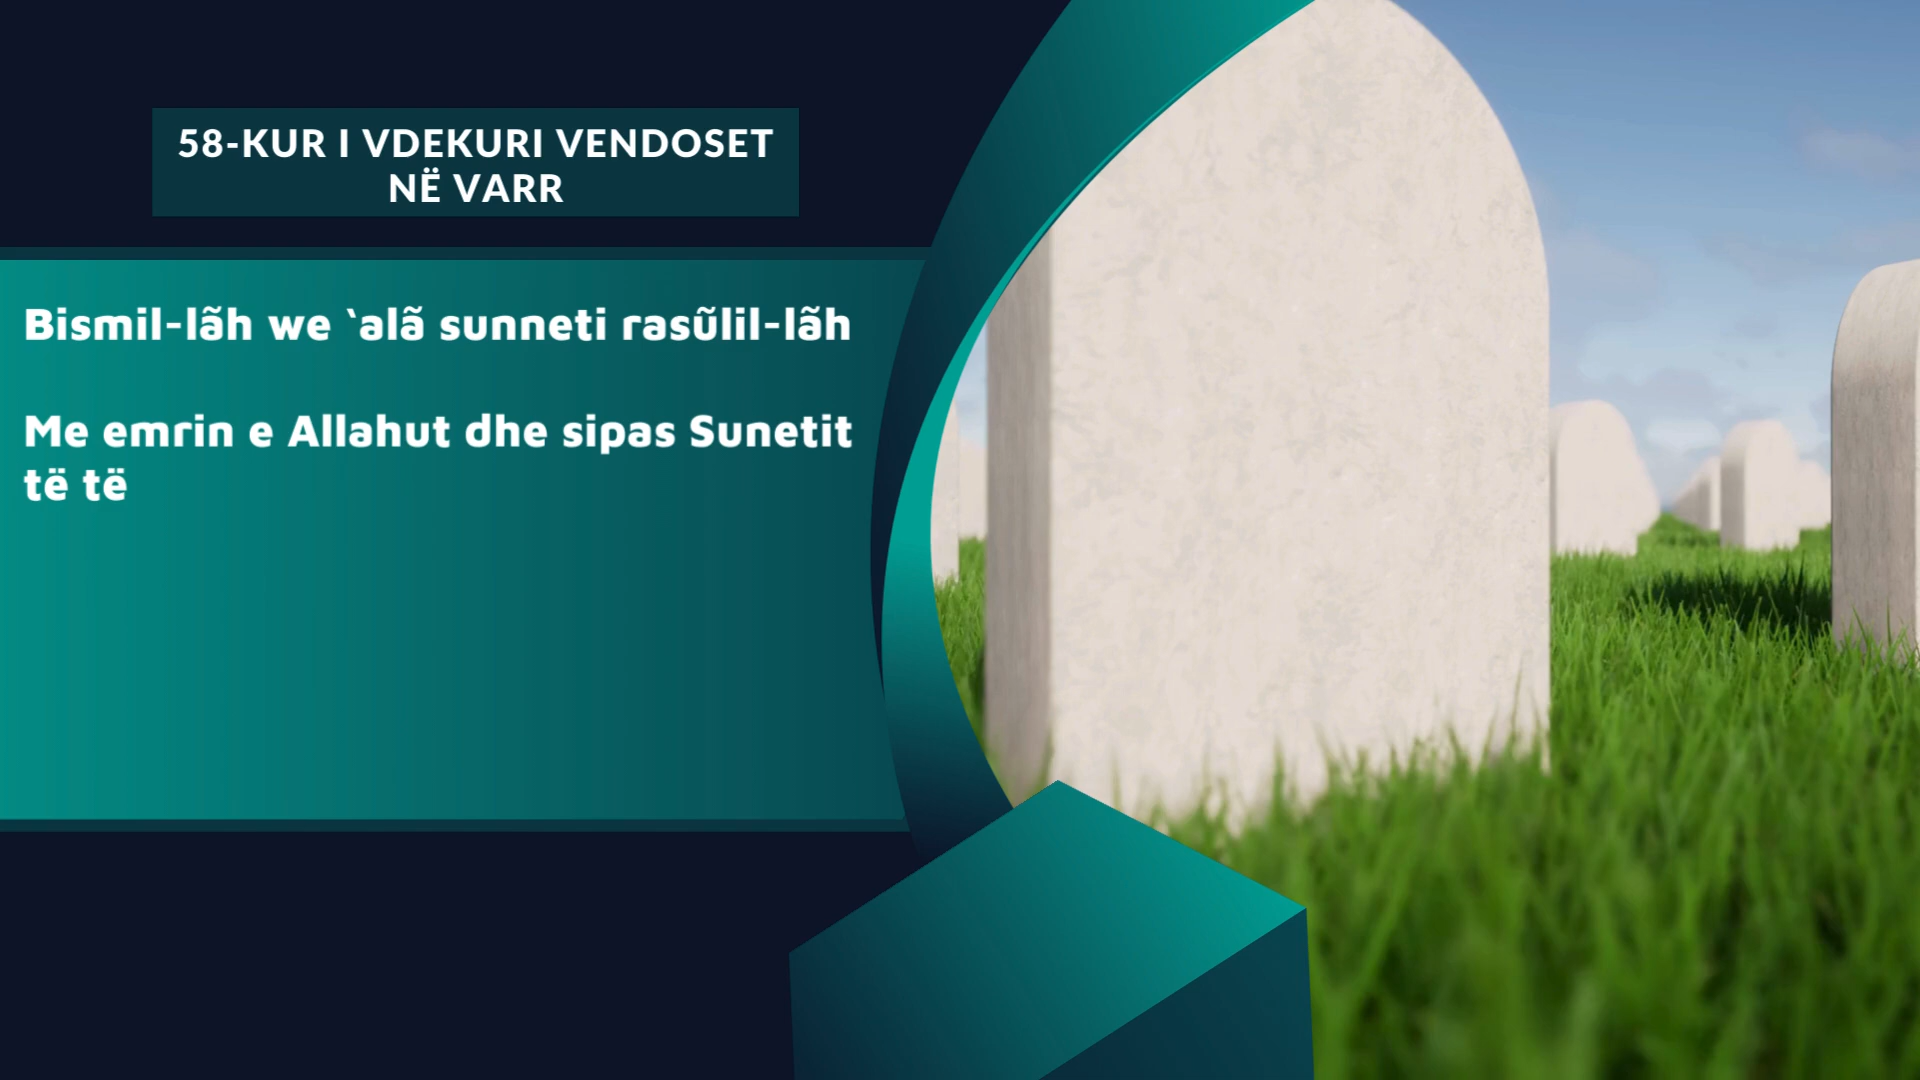 58-KUR I VDEKURI VENDOSET
NË VARR
Bismil-lãh we `alã sunneti rasũlil-lãh
Me emrin e Allahut dhe sipas Sunetit
të të